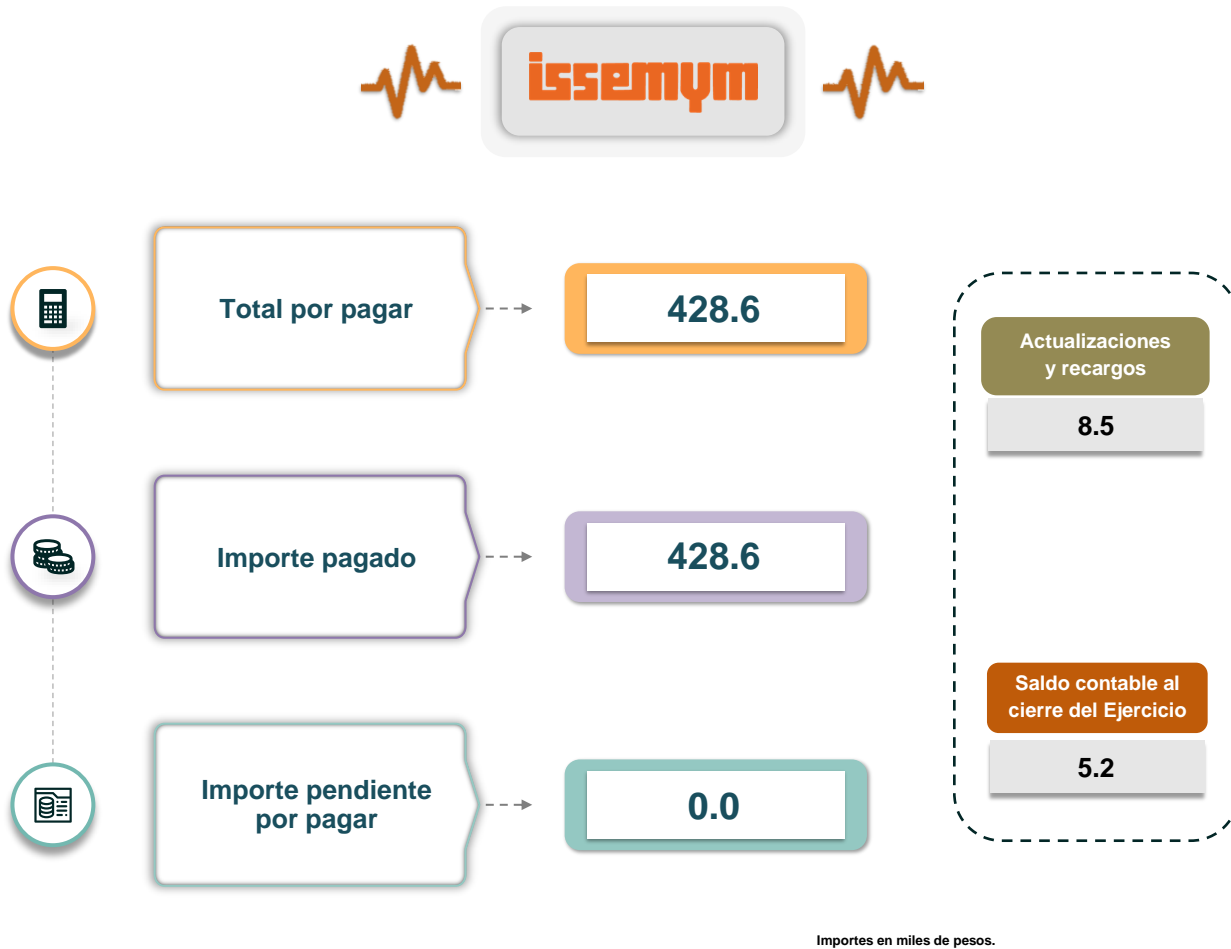 issemym
Total por pagar
428.6
Actualizaciones
y recargos
8.5
Importe pagado
428.6
Saldo contable al
cierre del Ejercicio
5.2
Importe pendiente
por pagar
0.0
Importes en miles de pesos.